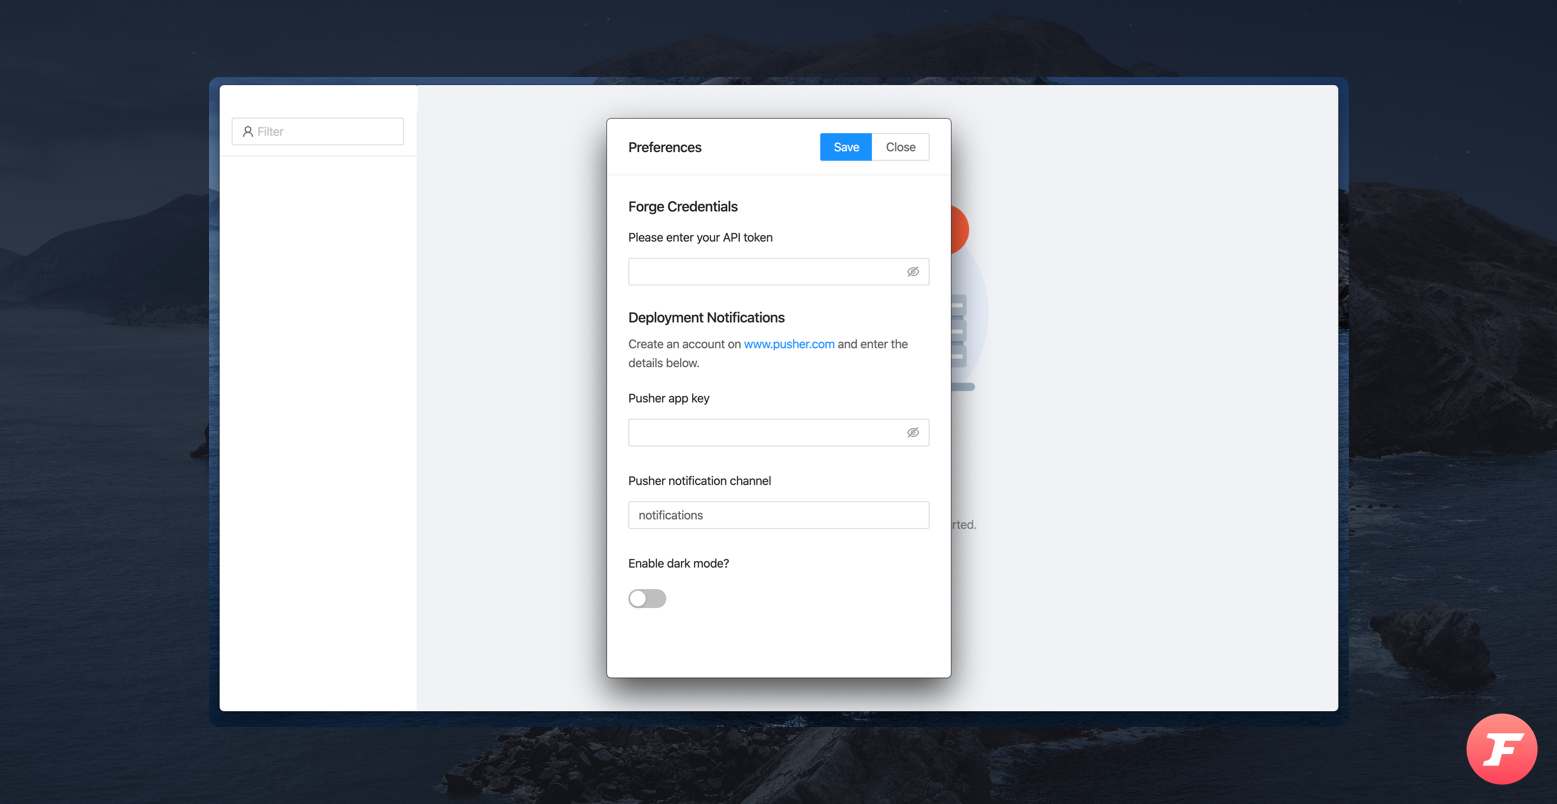 Filter
Preferences
Save
Close
Forge Credentials
Please enter your API token
Deployment Notifications
Create an account on www.pusher.com and enter the
details below.
Pusher app key
Pusher notification channel
notifications
rted.
Enable dark mode?
F